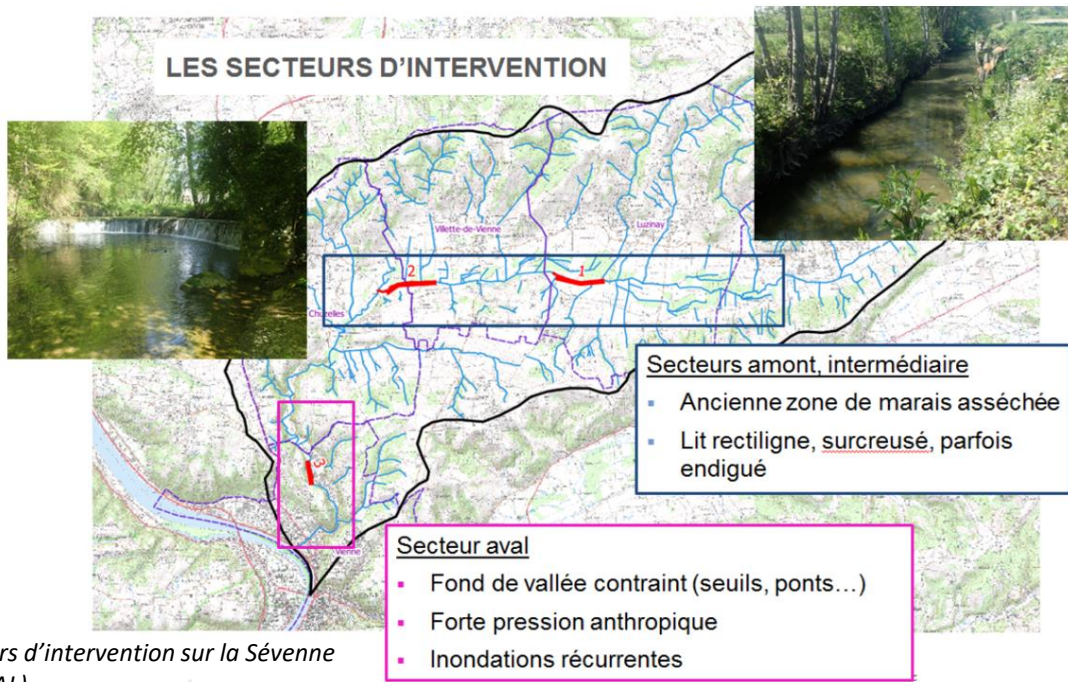 LES SECTEURS D'INTERVENTION
Villette-de-Vienne
Luzinay
2
1
Chuzelles
Secteurs amont, intermédiaire
▪ Ancienne zone de marais asséchée
▪ Lit rectiligne, surcreusé, parfois
endigué
3
Vienne
Secteur aval
▪ Fond de vallée contraint (seuils, ponts…)
▪ Forte pression anthropique
▪ Inondations récurrentes
rs d'intervention sur la Sévenne